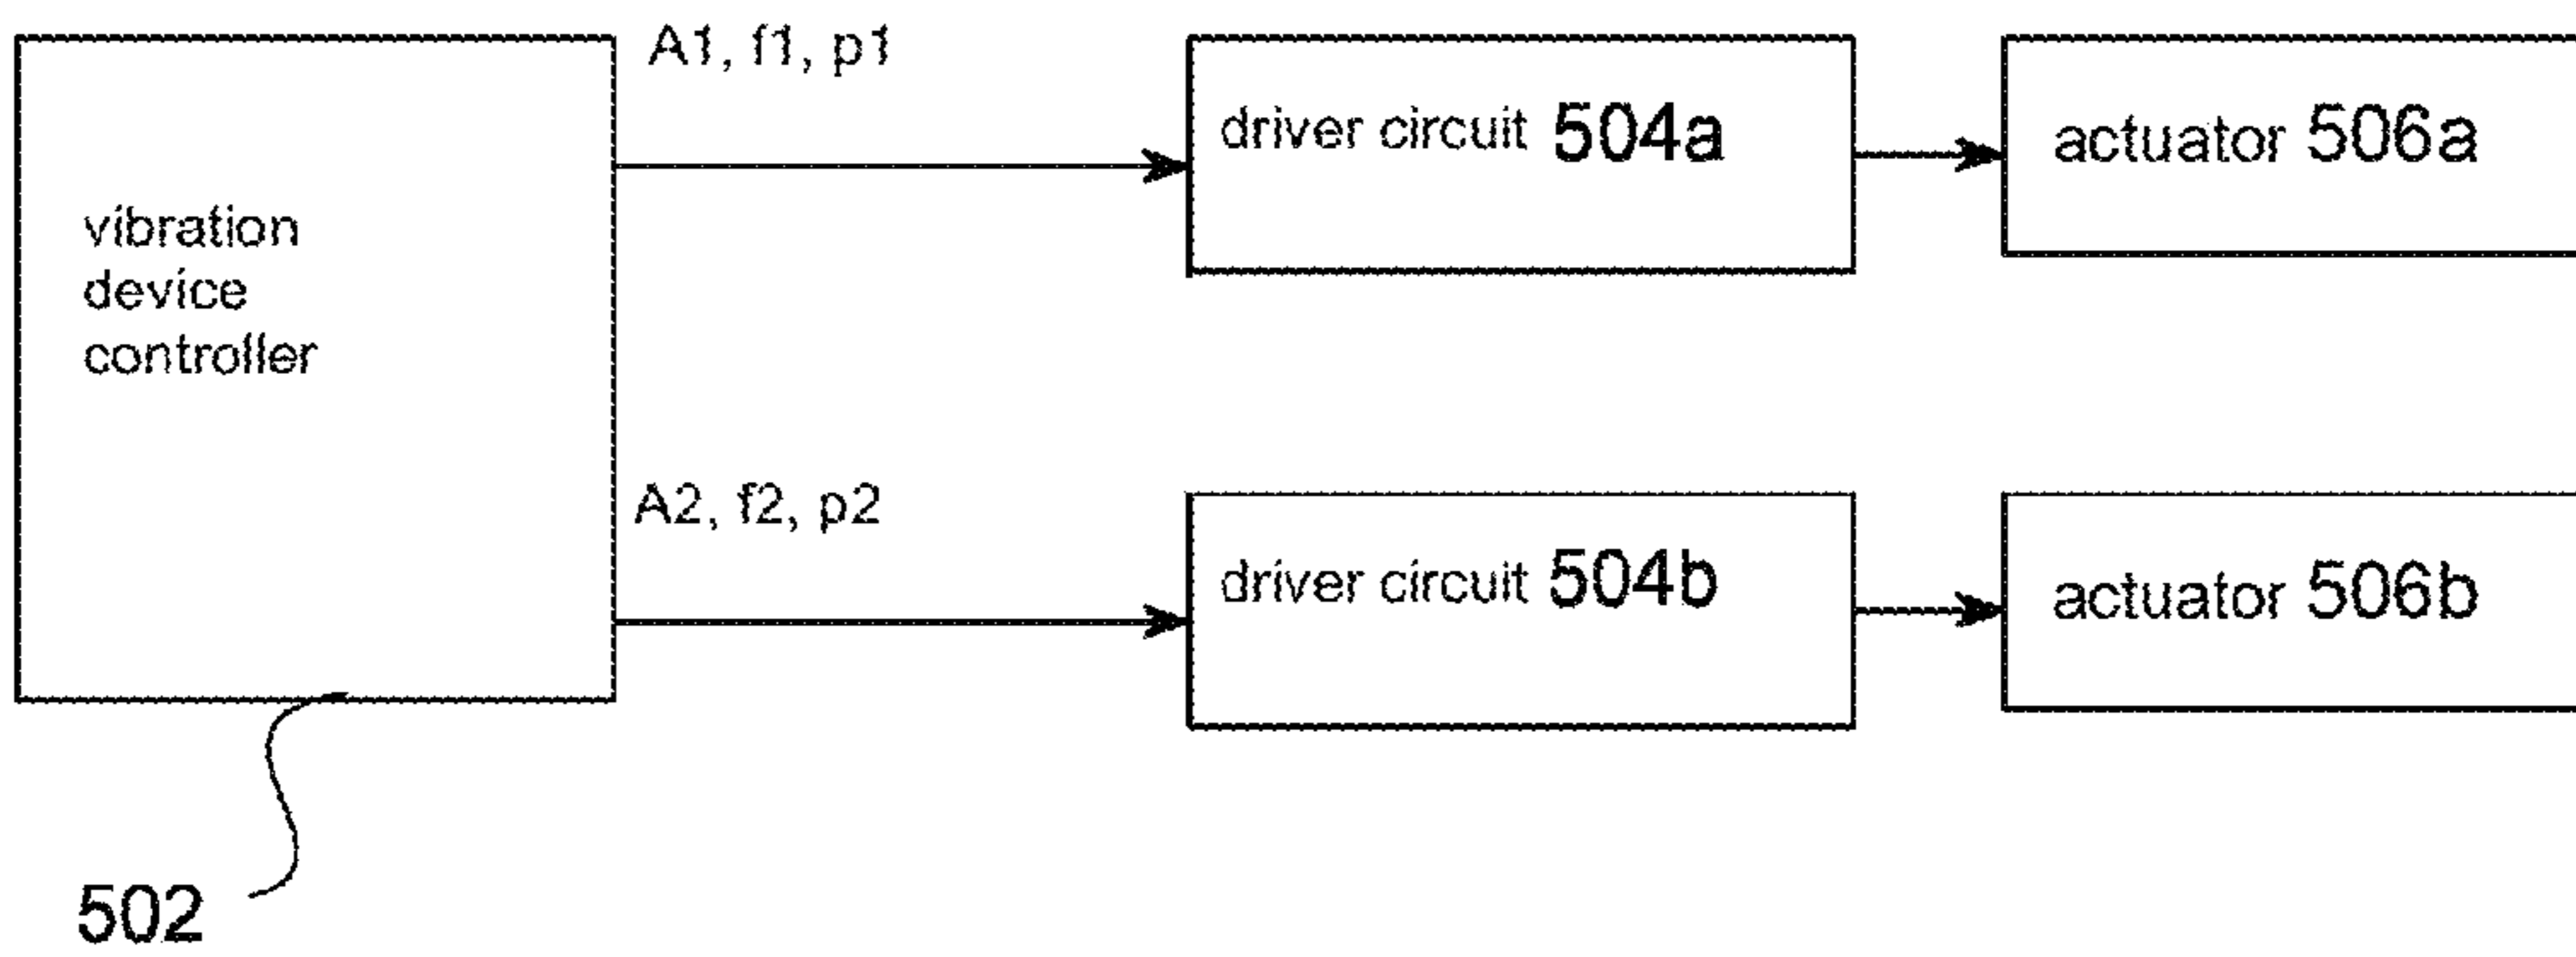 A1, f1, p1
driver circuit 504a
actuator 506a
vibration
device
controller
A2, f2, p2
driver circuit 504b
actuator 506b
502